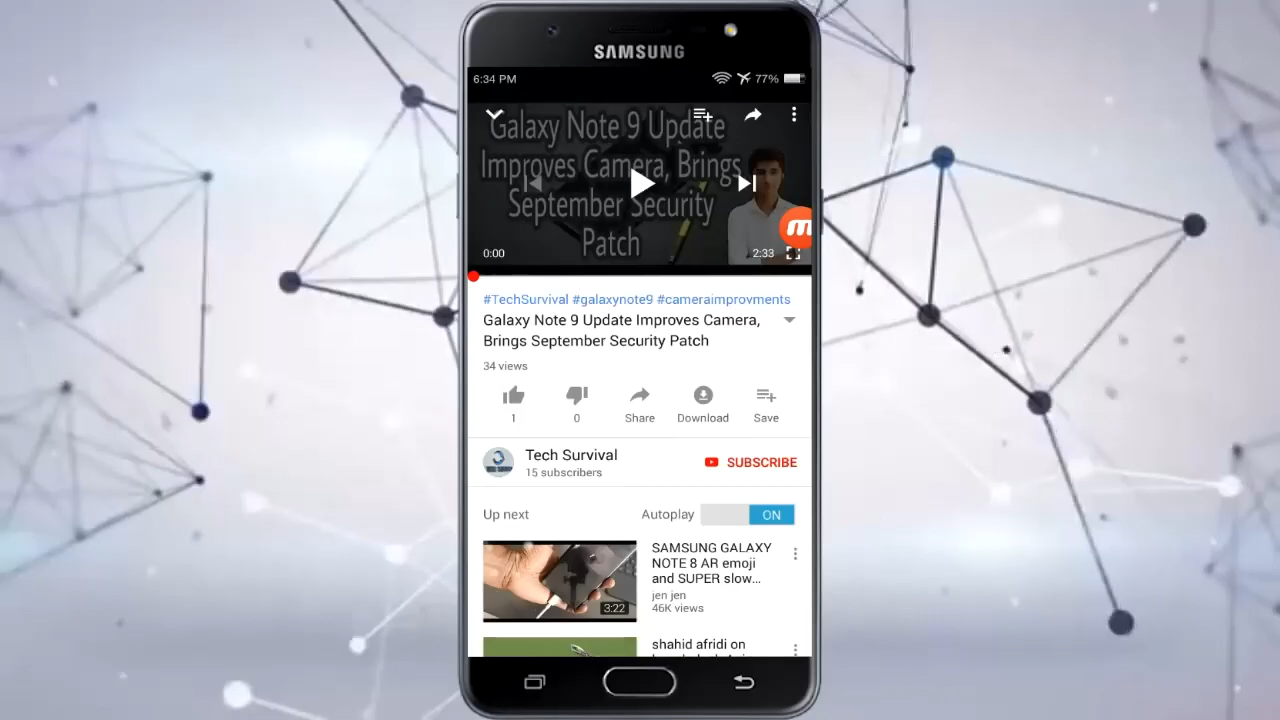 SAMSUNG
6:34 PM
77%
Galaxy Note 9 Update
Improves Camera, Brings
September Security
Patch
m
0:00
2:33
#TechSurvival #galaxynote9 #cameraimprovments
Galaxy Note 9 Update Improves Camera,
Brings September Security Patch
34 views
1
0
Share
Download
Save
Tech Survival
15 subscribers
SUBSCRIBE
Up next
Autoplay
ON
SAMSUNG GALAXY
NOTE 8 AR emoji
and SUPER slow...
jen jen
46K views
3:22
shahid afridi on